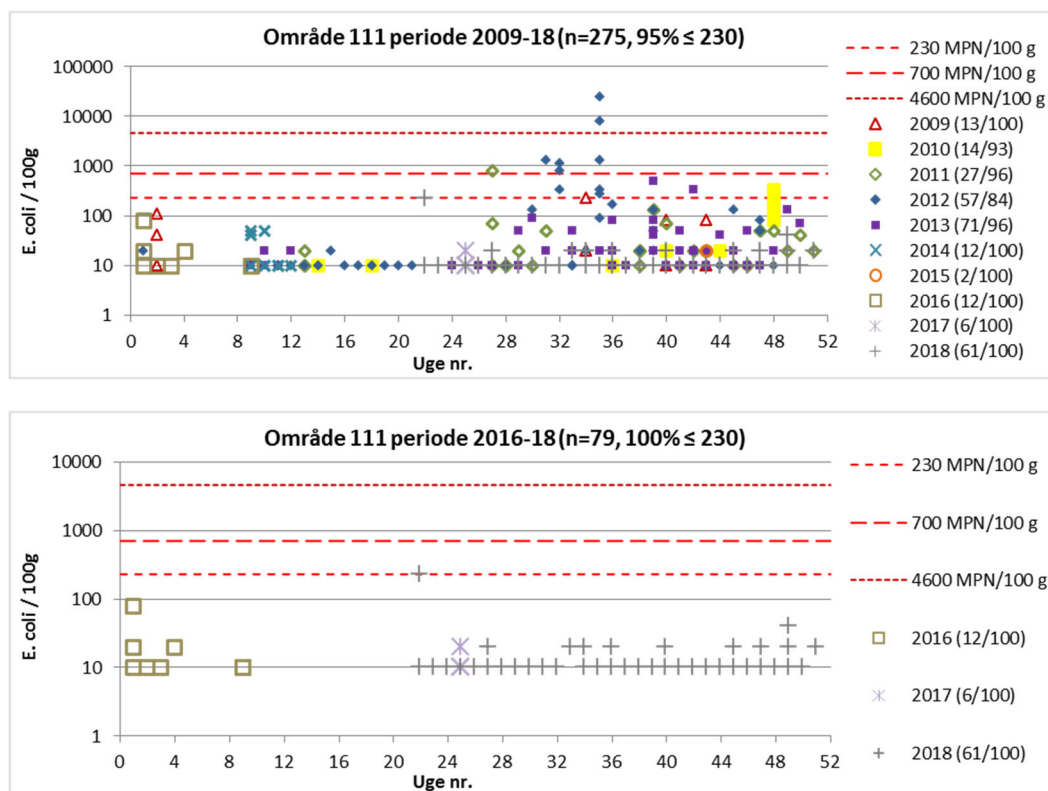 Område 111 periode 2009-18 (n=275, 95% ≤ 230)
E. coli / 100g
100000
10000
1000
100
10
1
0 4 8 12 16 20 24 28 32 36 40 44 48 52
Uge nr.
230 MPN/100 g
700 MPN/100 g
4600 MPN/100 g
2009 (13/100)
2010 (14/93)
2011 (27/96)
2012 (57/84)
2013 (71/96)
2014 (12/100)
2015 (2/100)
2016 (12/100)
2017 (6/100)
2018 (61/100)
Område 111 periode 2016-18 (n=79, 100% ≤ 230)
E. coli / 100g
10000
1000
100
10
1
0 4 8 12 16 20 24 28 32 36 40 44 48 52
Uge nr.
230 MPN/100 g
700 MPN/100 g
4600 MPN/100 g
2016 (12/100)
2017 (6/100)
2018 (61/100)